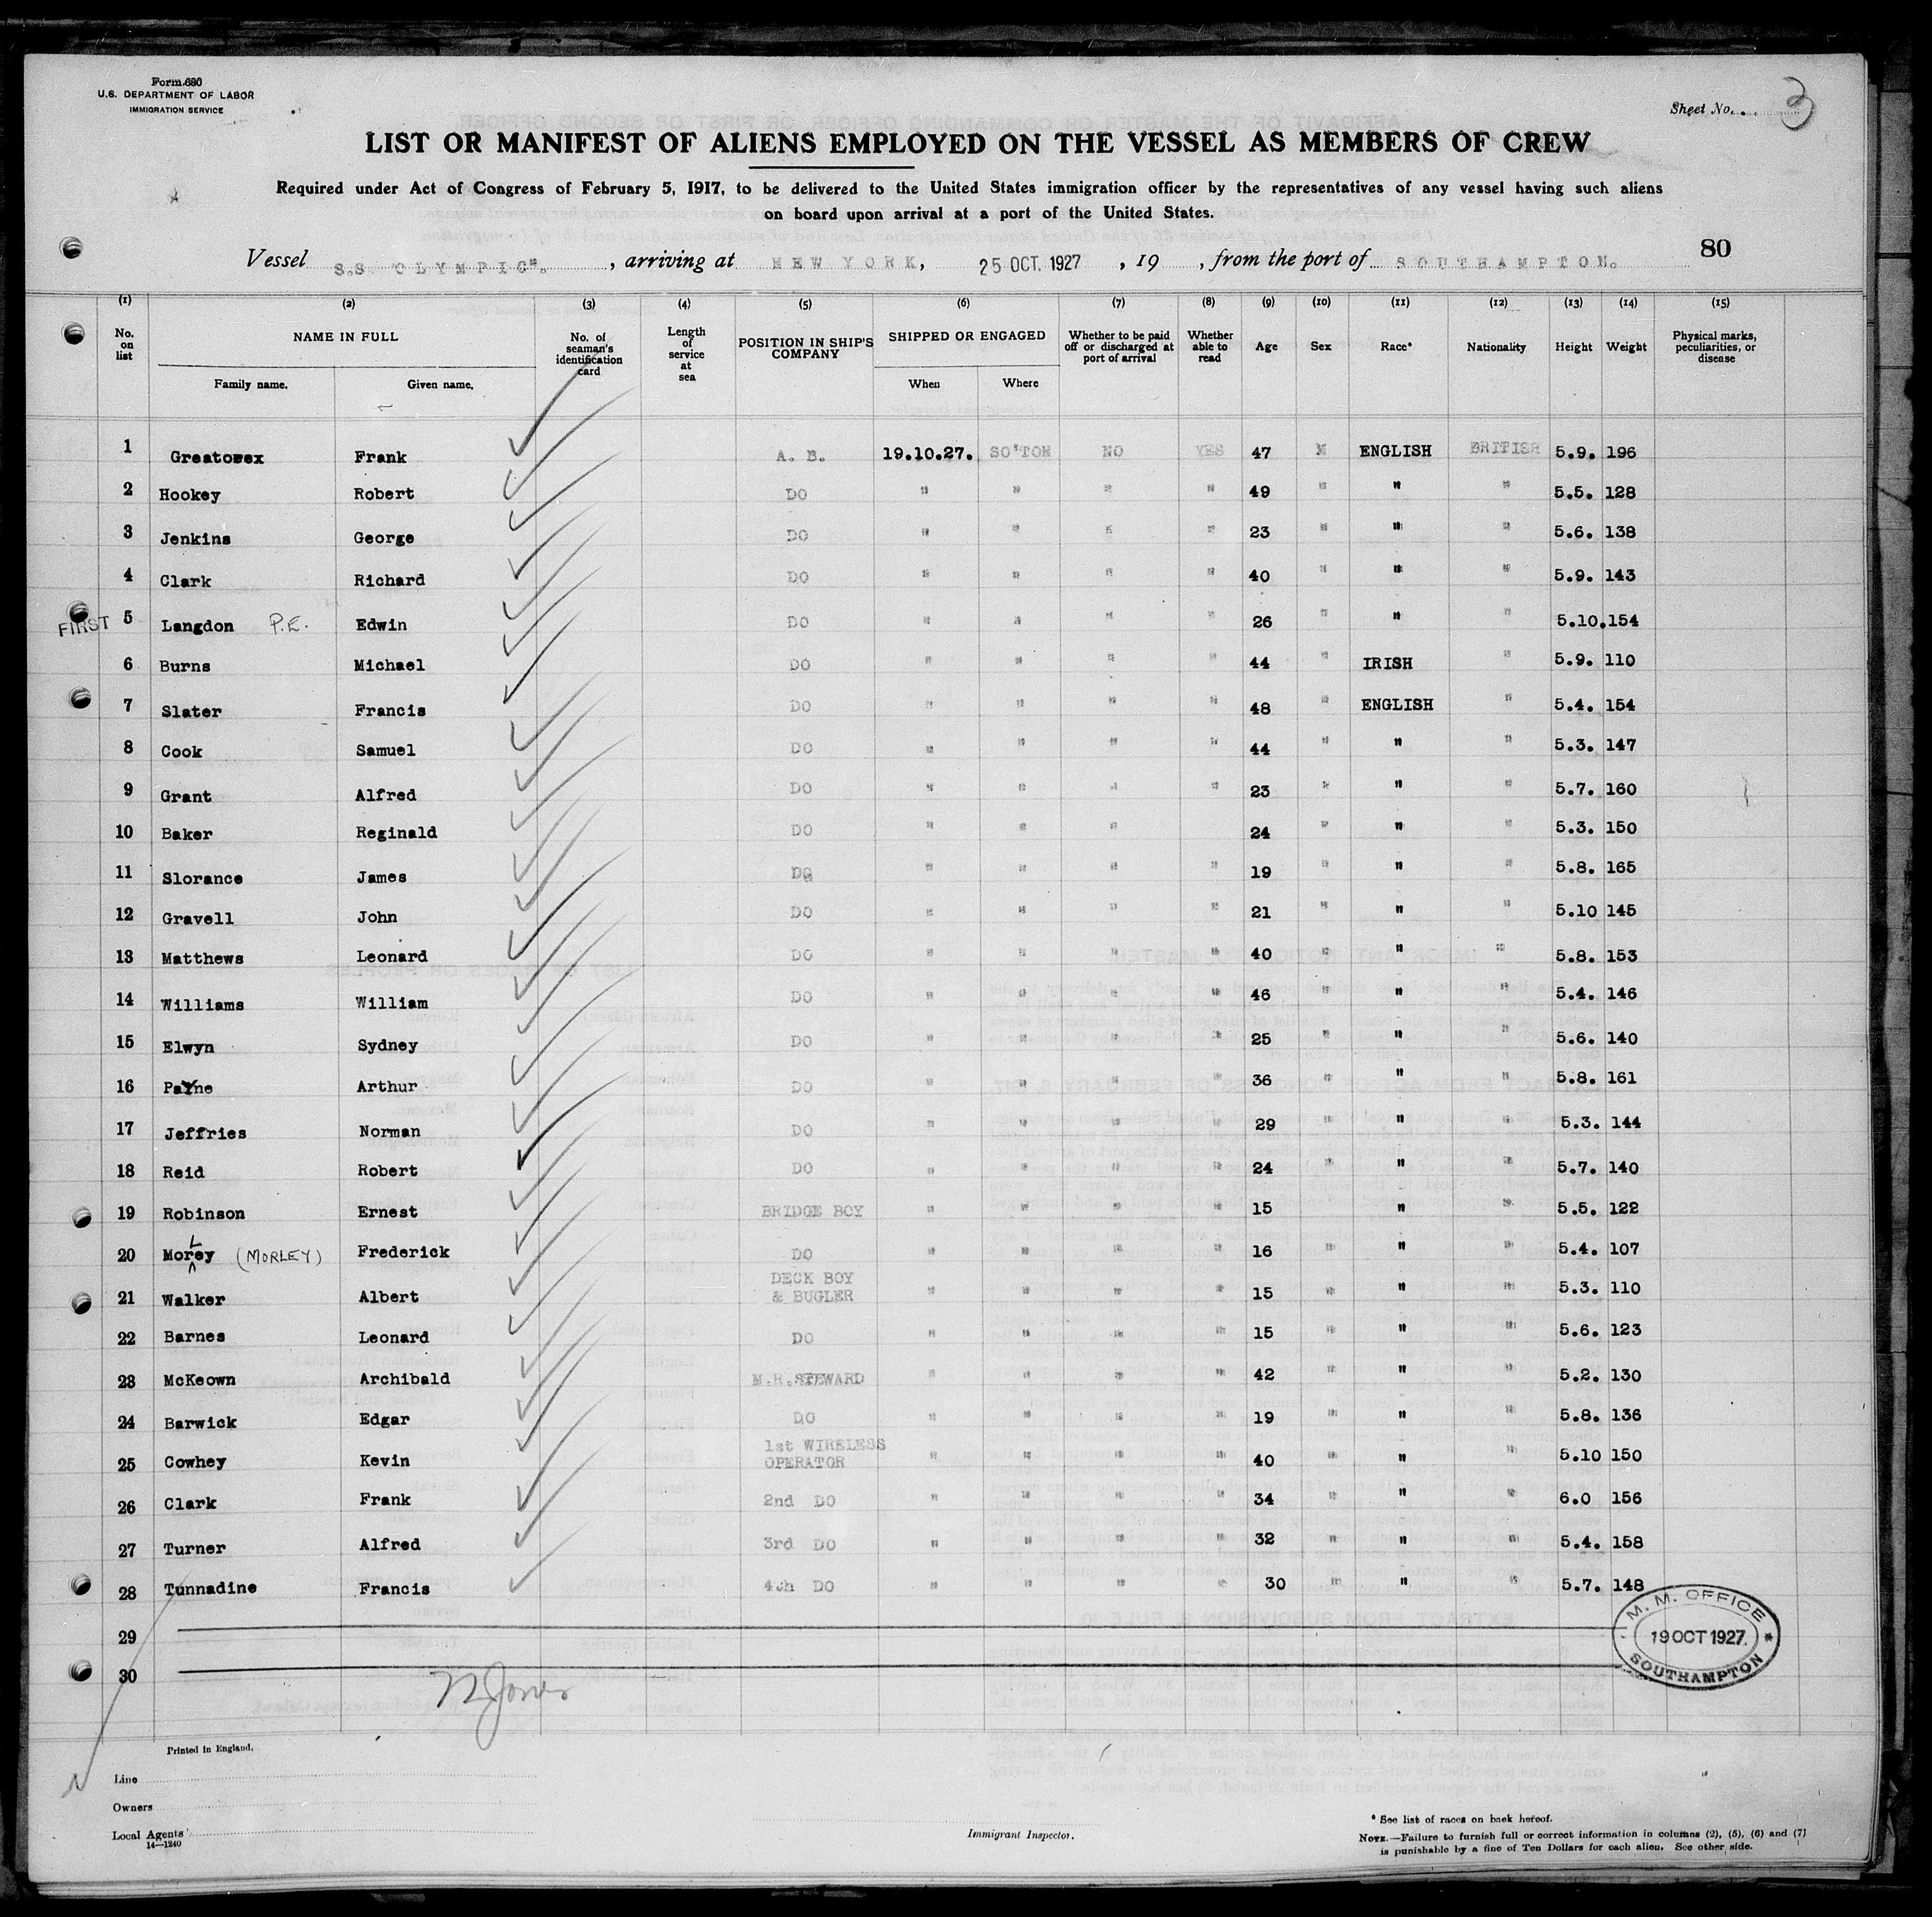 Form 680
U.S. DEPARTMENT OF LABOR
IMMIGRATION SERVICE
Sheet No. 3
LIST OR MANIFEST OF ALIENS EMPLOYED ON THE VESSEL AS MEMBERS OF CREW
Required under Act of Congress of February 5, 1917, to be delivered to the United States immigration officer by the representatives of any vessel having such aliens
on board upon arrival at a port of the United States.
80
Vessel S.S. OLYMPIC". , arriving at NEW YORK, 25 OCT. 1927 , 19 , from the port of SOUTHAMPTON.
(1) (2) (3) (4) (5) (6) (7) (8) (9) (10) (11) (12) (13) (14) (15)
No. on list NAME IN FULL Family name. Given name. No. of seaman's identification card Length of service at sea POSITION IN SHIP'S COMPANY SHIPPED OR ENGAGED When Where Whether to be paid off or discharged at port of arrival Whether able to read Age Sex Race* Nationality Height Weight Physical marks, peculiarities, or disease
1 Greatorex Frank A. B. 19.10.27. SO'TON NO YES 47 M ENGLISH BRITISH 5.9. 196
2 Hookey Robert DO " " " " 49 " " " 5.5. 128
3 Jenkins George DO " " " " 23 " " " 5.6. 138
4 Clark Richard DO " " " " 40 " " " 5.9. 143
FIRST 5 Langdon P.E. Edwin DO " " " " 26 " " " 5.10. 154
6 Burns Michael DO " " " " 44 " IRISH " 5.9. 110
7 Slater Francis DO " " " " 48 " ENGLISH " 5.4. 154
8 Cook Samuel DO " " " " 44 " " " 5.3. 147
9 Grant Alfred DO " " " " 23 " " " 5.7. 160
10 Baker Reginald DO " " " 24 " " " 5.3. 150
11 Slorance James DO " " " " 19 " " " 5.8. 165
12 Gravell John DO " " " " 21 " " " 5.10 145
13 Matthews Leonard DO " " " " 40 " " " 5.8. 153
14 Williams William DO " " " " 46 " " " 5.4. 146
15 Elwyn Sydney DO " " " " 25 " " " 5.6. 140
16 Payne Arthur DO " " " " 36 " " " 5.8. 161
17 Jeffries Norman DO " " " " 29 " " " 5.3. 144
18 Reid Robert DO " " " " 24 " " " 5.7. 140
19 Robinson Ernest BRIDGE BOY " " " " 15 " " " 5.5. 122
20 Morey L (MORLEY) Frederick DO " " " " 16 " " " 5.4. 107
21 Walker Albert DECK BOY & BUGLER " " " " 15 " " " 5.3. 110
22 Barnes Leonard DO " " " " 15 " " " 5.6. 123
23 McKeown Archibald M.R. STEWARD " " " " 42 " " " 5.2. 130
24 Barwick Edgar DO " " " " 19 " " " 5.8. 136
25 Cowhey Kevin 1st WIRELESS OPERATOR " " " " 40 " " " 5.10 150
26 Clark Frank 2nd DO " " " " 34 " " " 6.0 156
27 Turner Alfred 3rd DO " " " " 32 " " " 5.4. 158
28 Tunnadine Francis 4th DO " " " " 30 " " " 5.7. 148
29
30
M. M. OFFICE
19 OCT 1927.
SOUTHAMPTON
Jones
Printed in England.
Line
Owners
Local Agents
14—1240
Immigrant Inspector.
* See list of races on back hereof.
NOTE.—Failure to furnish full or correct information in columns (2), (5), (6) and (7)
is punishable by a fine of Ten Dollars for each alien. See other side.